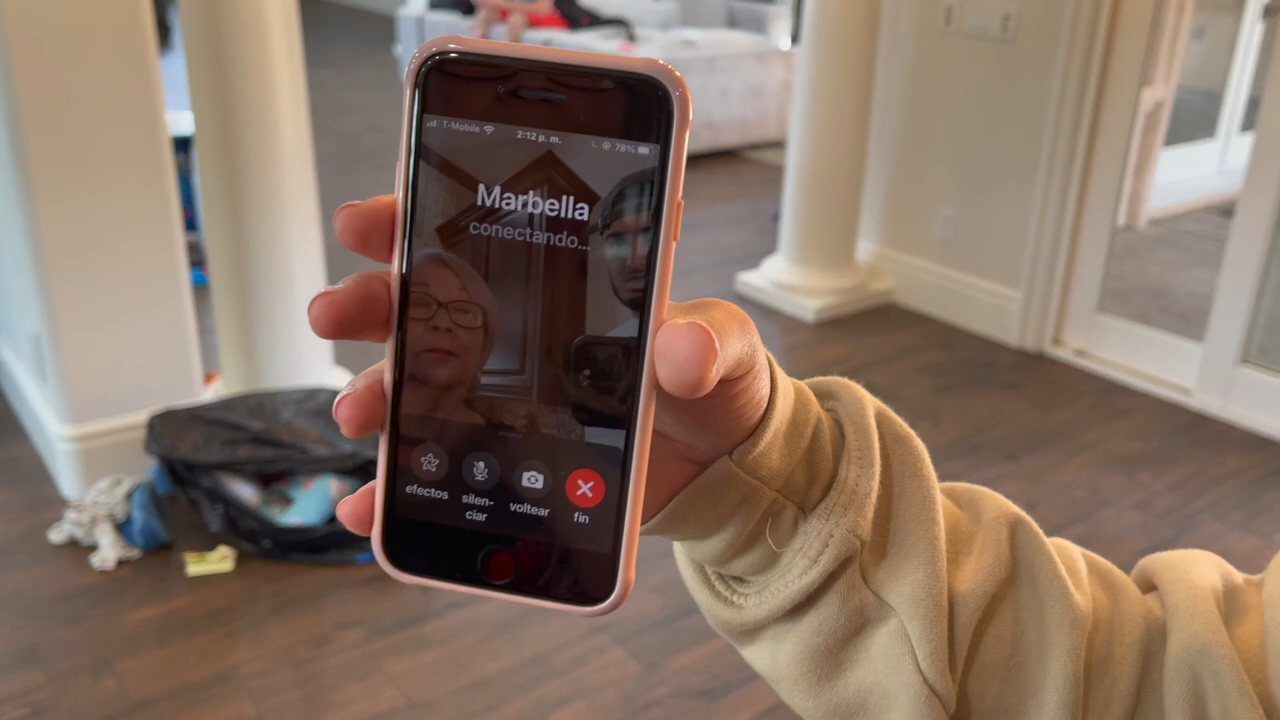 T-Mobile 2:12 p. m. 78%
Marbella
conectando...
efectos silen-
ciar voltear fin